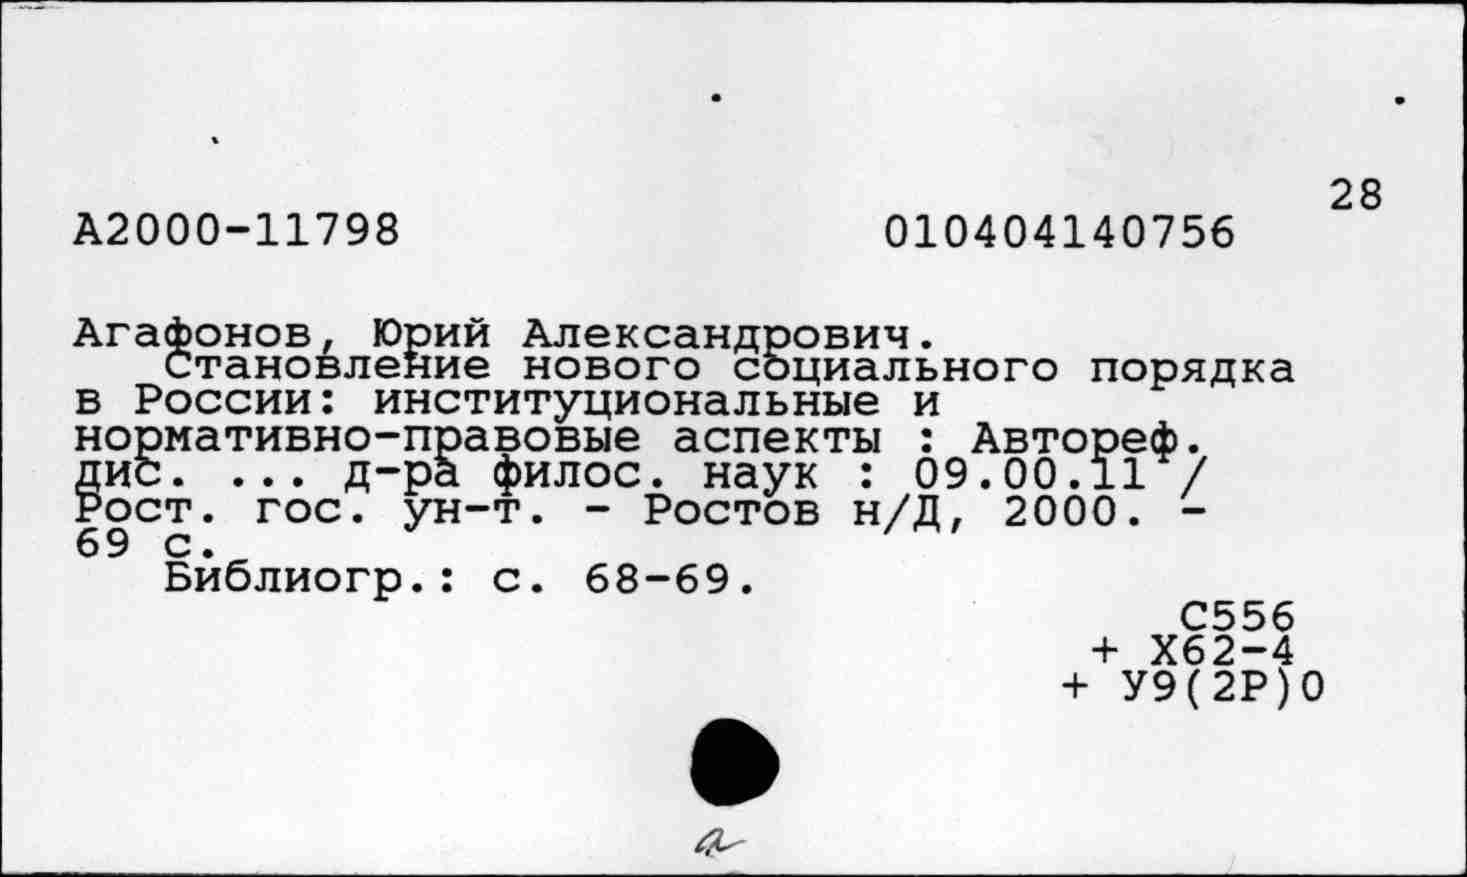 28
А2000-11798 010404140756
Агафонов, Юрий Александрович.
Становление нового социального порядка
в России: институциональные и
нормативно-правовые аспекты : Автореф.
дис. ... д-ра филос. наук : 09.00.11 /
Рост. гос. ун-т. - Ростов н/Д, 2000. -
69 с.
Библиогр.: с. 68-69.
С556
+ Х62-4
+ У9(2Р)0